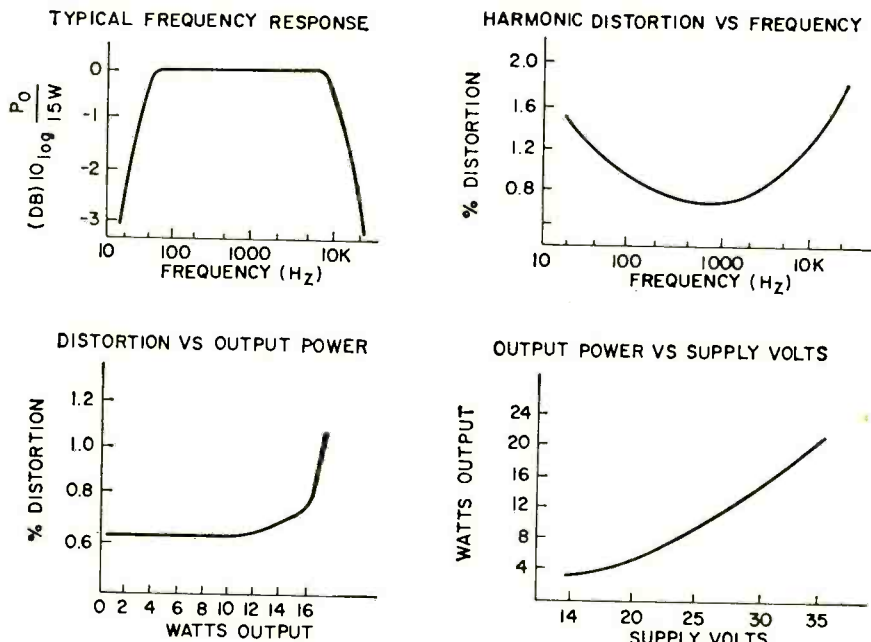 TYPICAL FREQUENCY RESPONSE
(DB) 10 log P₀/15W
0
-1
-2
-3
10
100
1000
10K
FREQUENCY (Hz)
HARMONIC DISTORTION VS FREQUENCY
% DISTORTION
2.0
1.6
1.2
0.8
10
100
1000
10K
FREQUENCY (Hz)
DISTORTION VS OUTPUT POWER
% DISTORTION
1.2
1.0
0.8
0.6
0 2 4 6 8 10 12 14 16
WATTS OUTPUT
OUTPUT POWER VS SUPPLY VOLTS
WATTS OUTPUT
24
20
16
12
8
4
14 20 25 30 35
SUPPLY VOLTS